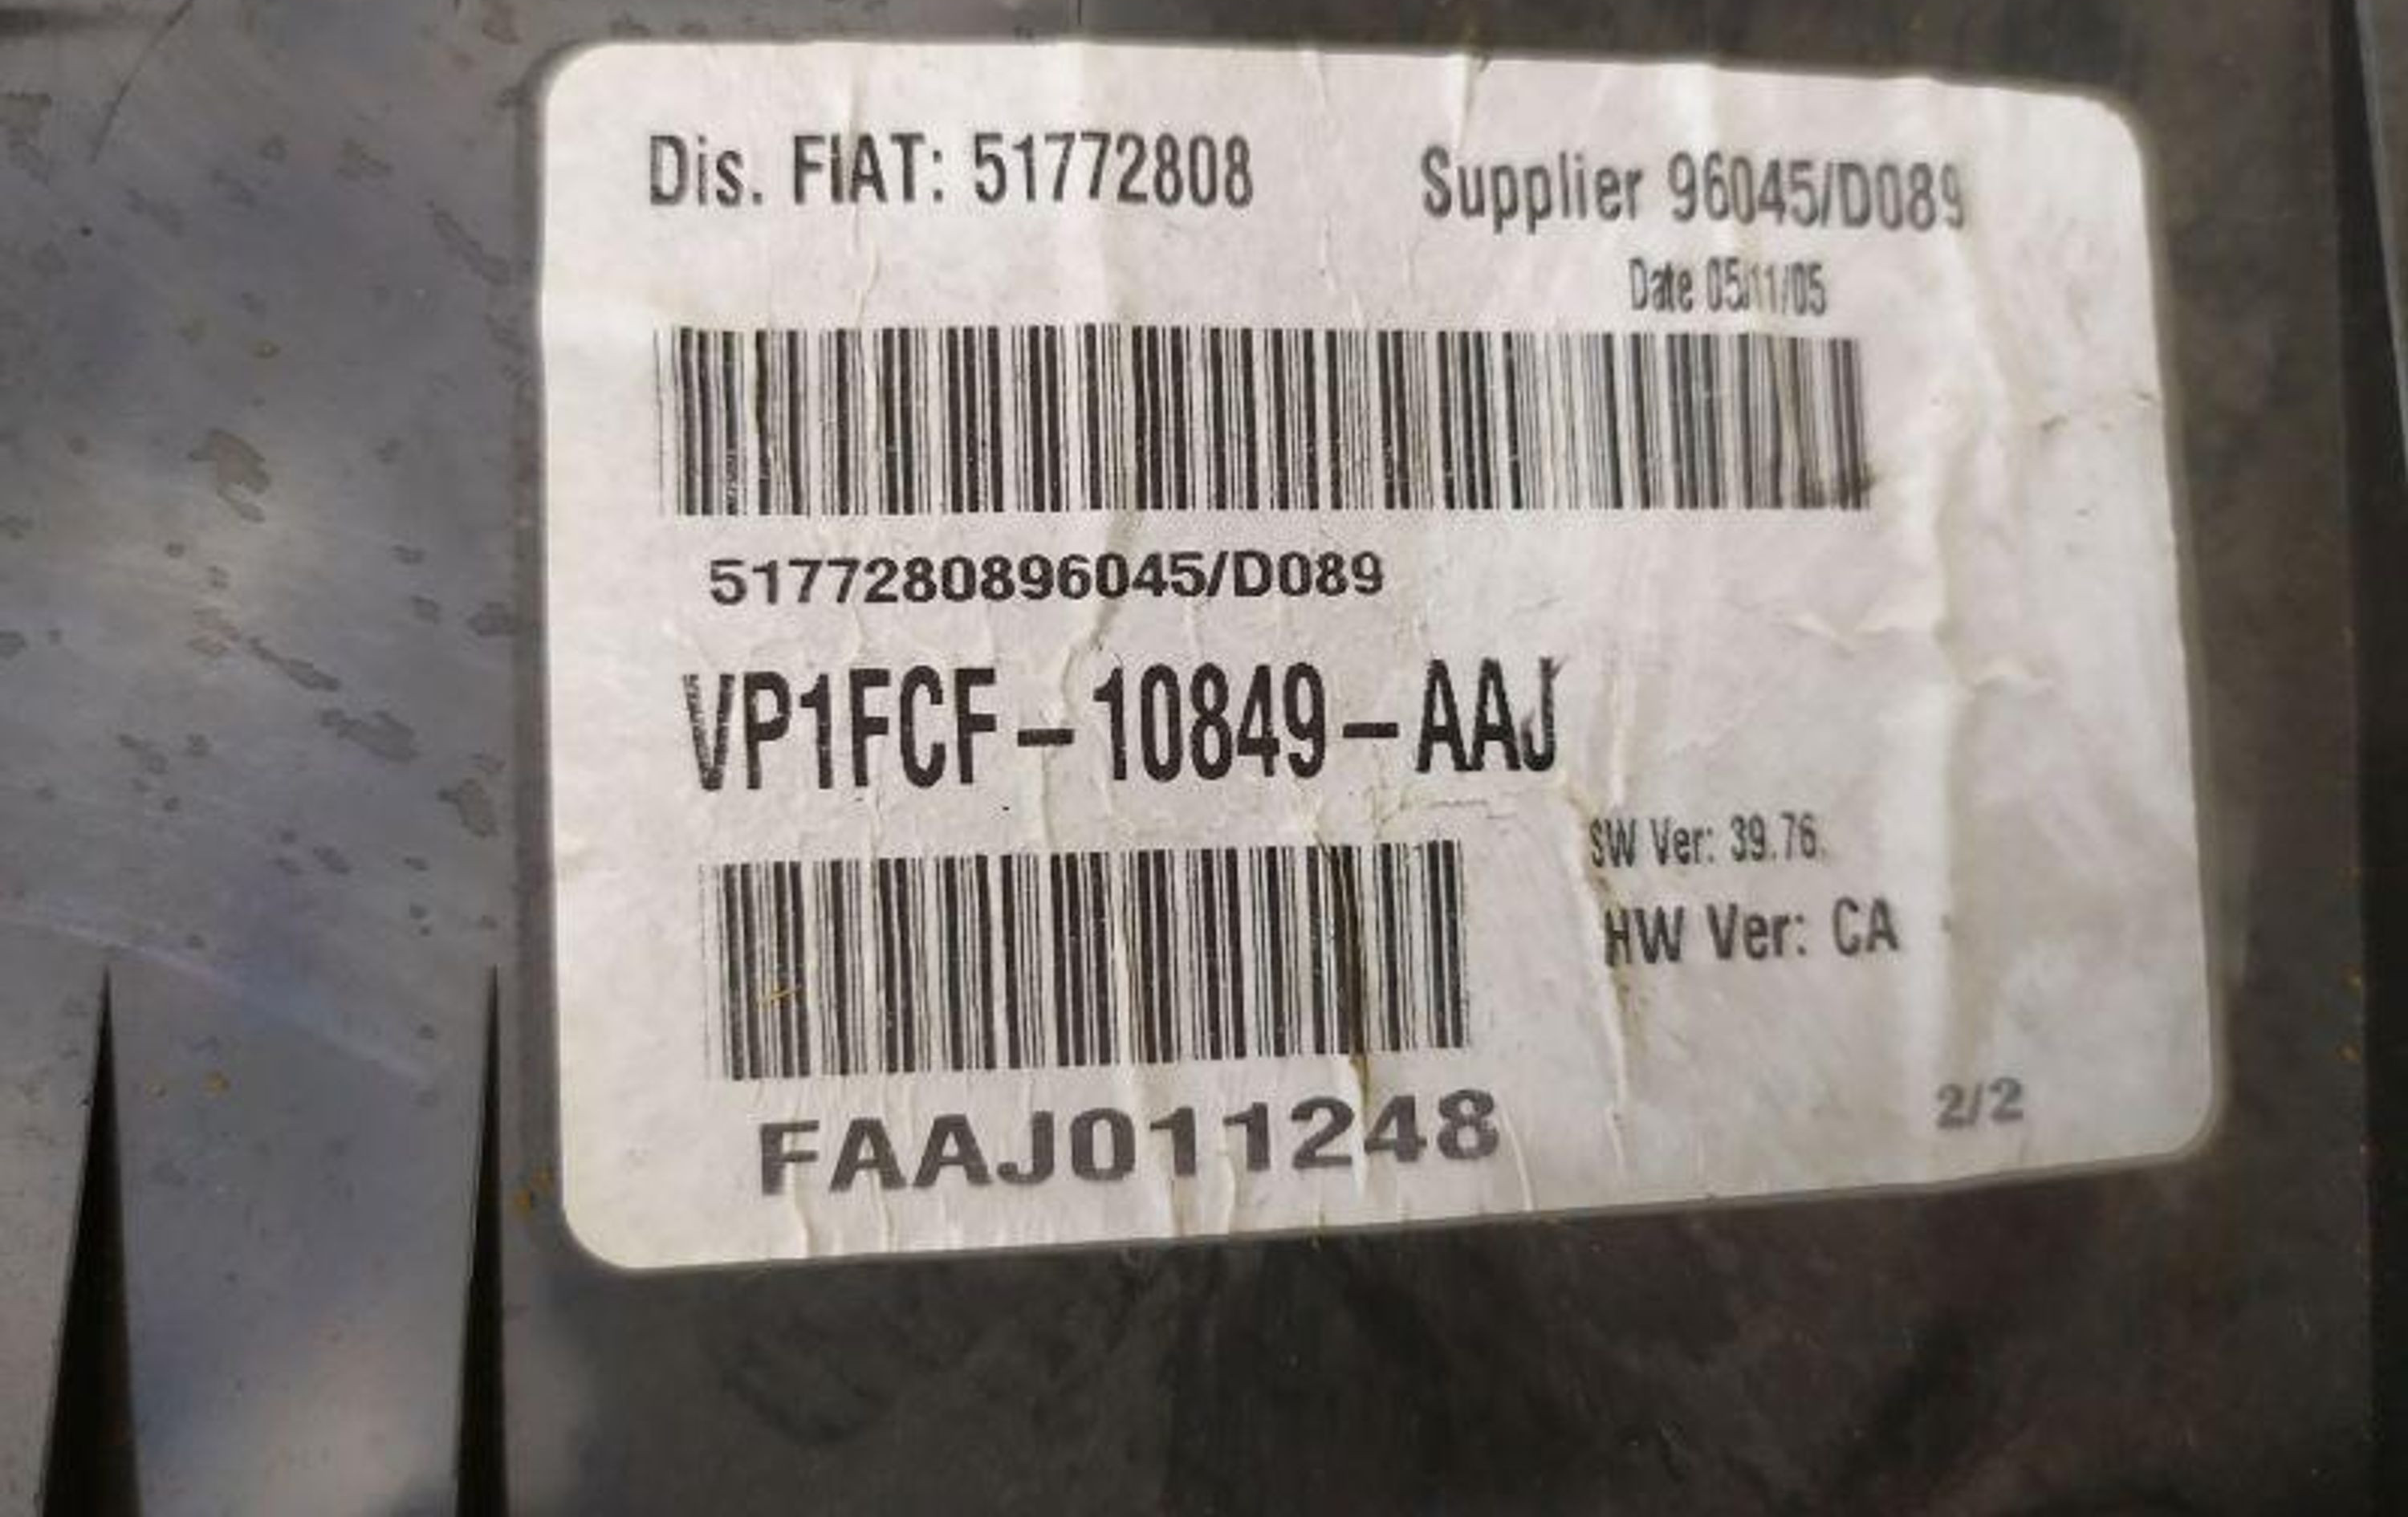 Dis. FIAT: 51772808 Supplier 96045/D089
Date 05/11/05
5177280896045/D089
VP1FCF-10849-AAJ
SW Ver: 39.76.
HW Ver: CA
FAAJ011248
2/2